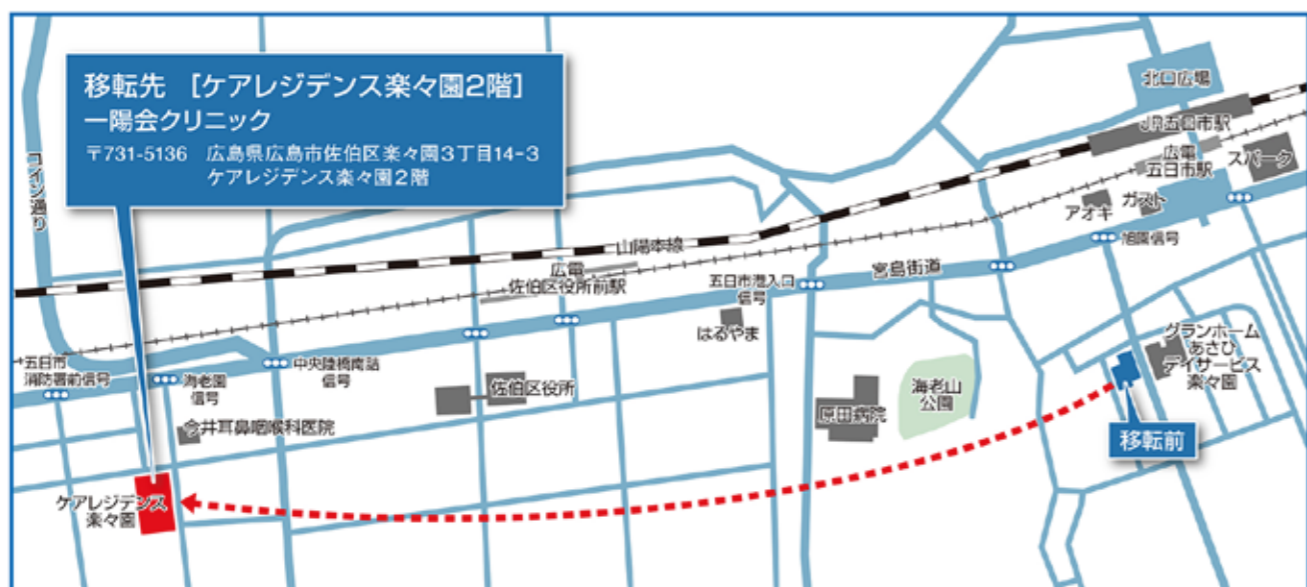 移転先 [ケアレジデンス楽々園2階]
一陽会クリニック
〒731-5136 広島県広島市佐伯区楽々園3丁目14-3
ケアレジデンス楽々園2階
コイン通り
北口広場
JR五日市駅
広電
五日市駅
スパーク
アオキ
ガスト
旭園信号
山陽本線
広電
佐伯区役所前駅
五日市港入口
信号
宮島街道
はるやま
五日市
消防署前信号
海老園
信号
中央陸橋南詰
信号
佐伯区役所
今井耳鼻咽喉科医院
原田病院
海老山
公園
グランホーム
あさひ
デイサービス
楽々園
移転前
ケアレジデンス
楽々園